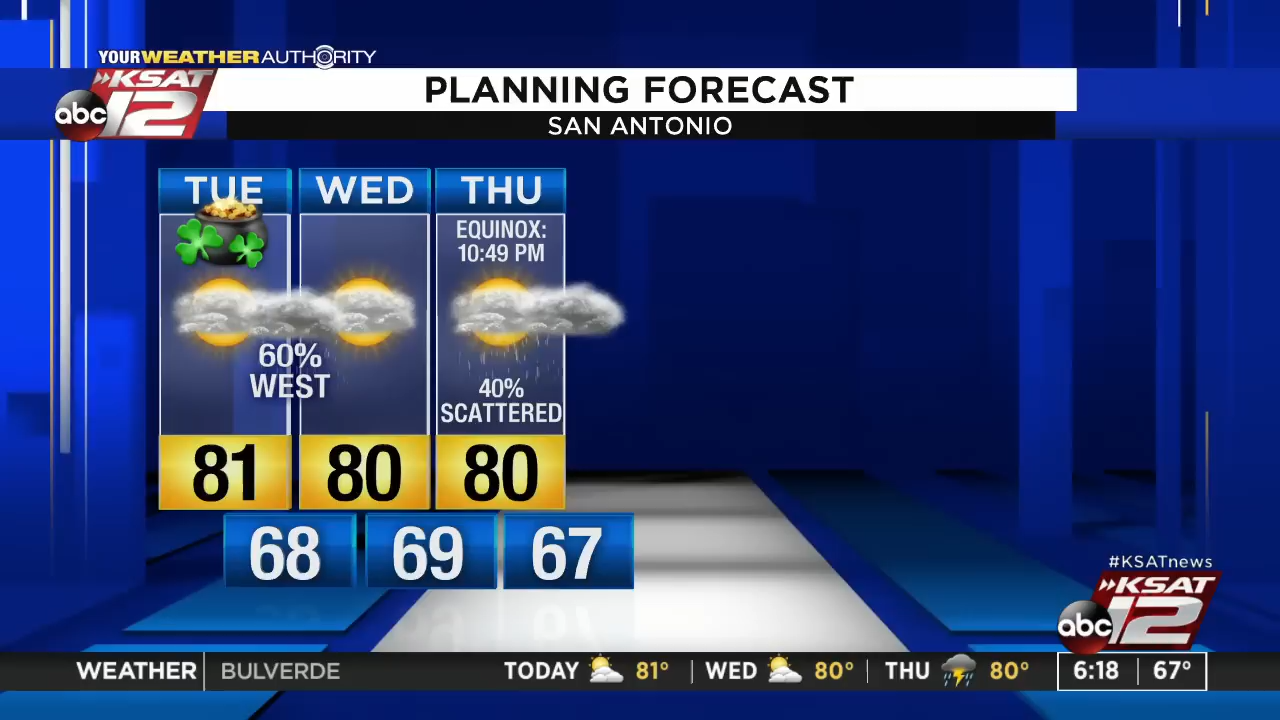 YOURWEATHERAUTHORITY
KSAT
abc 12
PLANNING FORECAST
SAN ANTONIO
TUE WED THU
EQUINOX:
10:49 PM
60%
WEST
40%
SCATTERED
81 80 80
68 69 67
#KSATnews
KSAT
abc 12
WEATHER BULVERDE TODAY 81° WED 80° THU 80° 6:18 67°